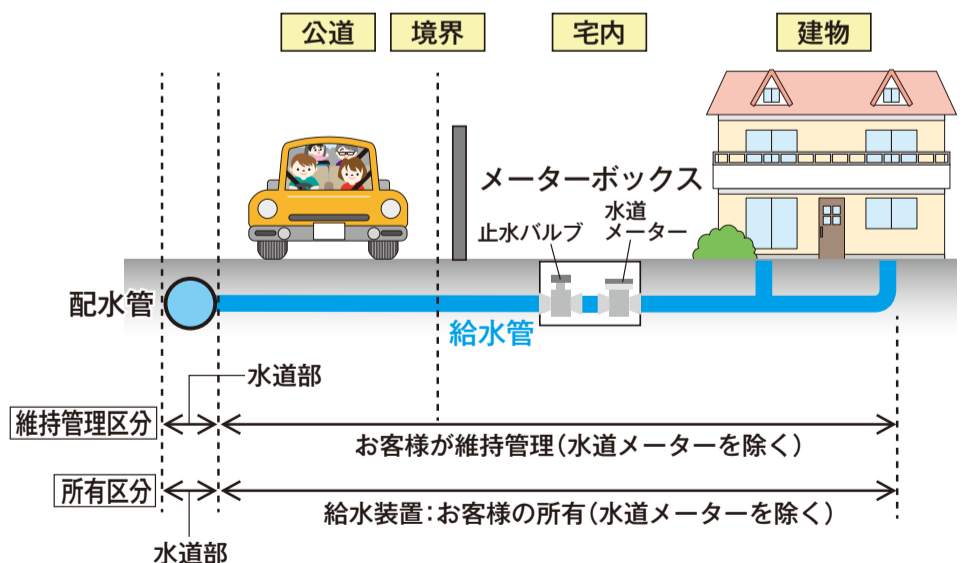 公道
境界
宅内
建物
メーターボックス
止水バルブ
水道
メーター
配水管
給水管
水道部
維持管理区分
お客様が維持管理(水道メーターを除く)
所有区分
給水装置:お客様の所有(水道メーターを除く)
水道部